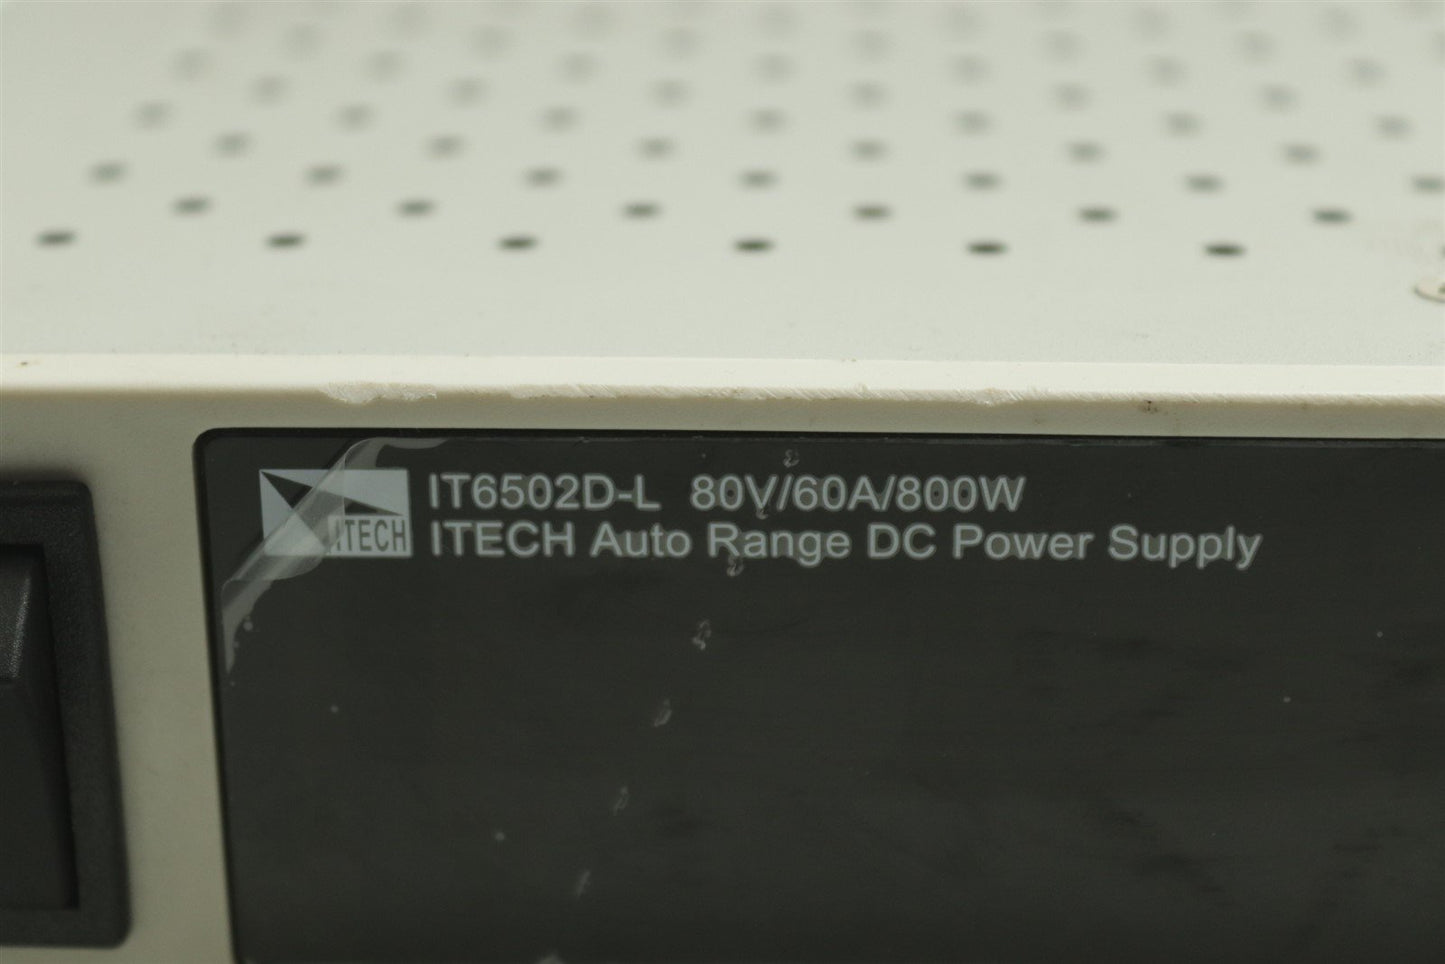 ITECH
IT6502D-L 80V/60A/800W
ITECH Auto Range DC Power Supply